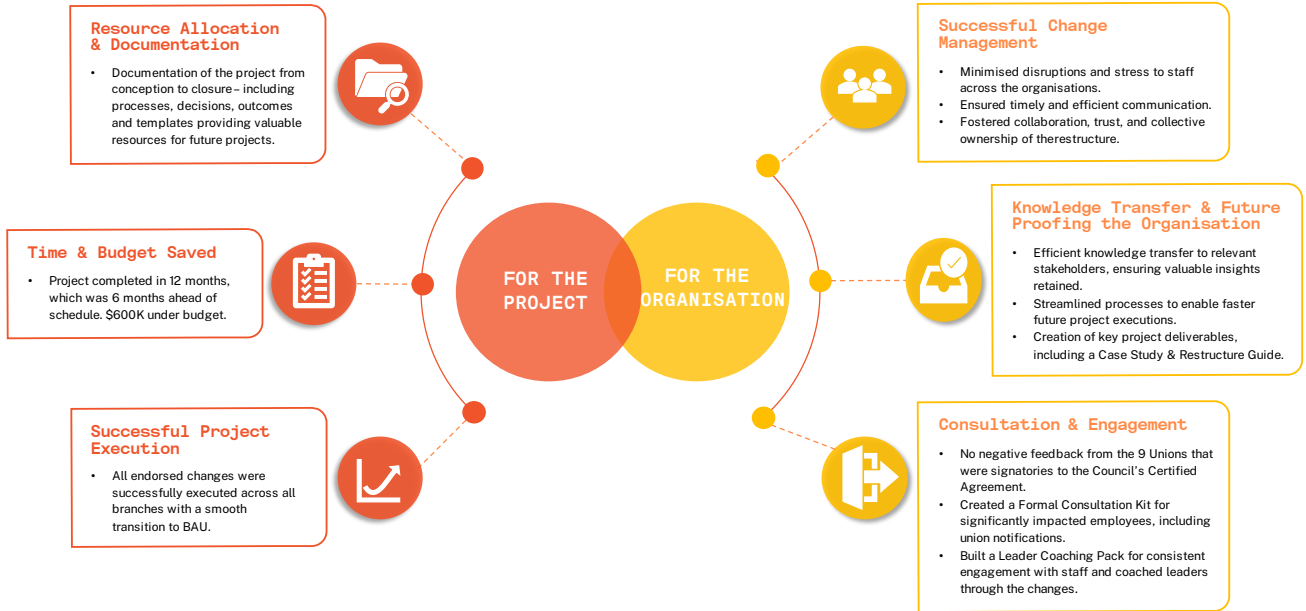 Resource Allocation
& Documentation
• Documentation of the project from
conception to closure – including
processes, decisions, outcomes
and templates providing valuable
resources for future projects.
Time & Budget Saved
• Project completed in 12 months,
which was 6 months ahead of
schedule. $600K under budget.
Successful Project
Execution
• All endorsed changes were
successfully executed across all
branches with a smooth
transition to BAU.
FOR THE
PROJECT
FOR THE
ORGANISATION
Successful Change
Management
• Minimised disruptions and stress to staff
across the organisations.
• Ensured timely and efficient communication.
• Fostered collaboration, trust, and collective
ownership of therestructure.
Knowledge Transfer & Future
Proofing the Organisation
• Efficient knowledge transfer to relevant
stakeholders, ensuring valuable insights
retained.
• Streamlined processes to enable faster
future project executions.
• Creation of key project deliverables,
including a Case Study & Restructure Guide.
Consultation & Engagement
• No negative feedback from the 9 Unions that
were signatories to the Council's Certified
Agreement.
• Created a Formal Consultation Kit for
significantly impacted employees, including
union notifications.
• Built a Leader Coaching Pack for consistent
engagement with staff and coached leaders
through the changes.